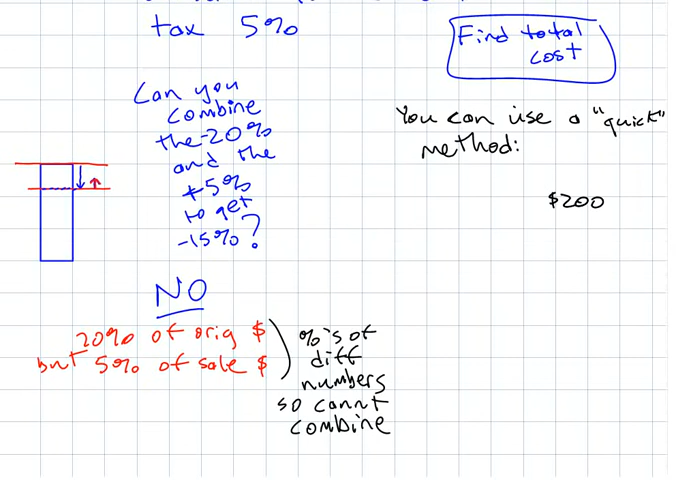 tax 5%
Find total
cost
Can you
combine
the -20%
and the
+5%
to get
-15%?
You can use a "quick"
method:
$200
NO
20% of orig $
but 5% of sale $
%'s of
diff
numbers
so cannt
combine